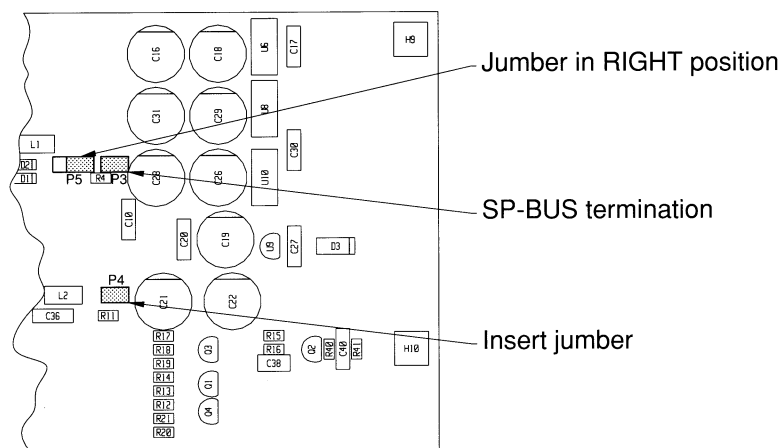 C16 C18 U6 C17 H9
Jumber in RIGHT position
C31 C29 U8
L1 C30
D2 P5 P3 C28 C26 U10
D1 R4
C10 SP-BUS termination
C20 C19 U9 C27 D3
P4
L2 C21 C22
C36 R11
R17 R15
R18 Q3 R16 Q2 R40 C40 R41 H10 Insert jumber
R19 C38
R14
R13 Q1
R12
R21 Q4
R20